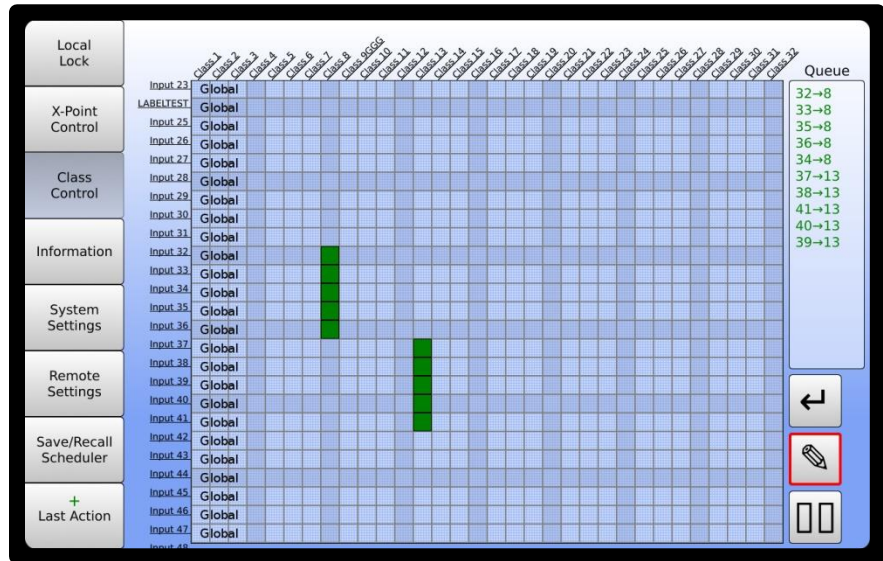 Local
Lock
X-Point
Control
Class
Control
Information
System
Settings
Remote
Settings
Save/Recall
Scheduler
+
Last Action
Class 1
Class 2
Class 3
Class 4
Class 5
Class 6
Class 7
Class 8
Class 9GGG
Class 10
Class 11
Class 12
Class 13
Class 14
Class 15
Class 16
Class 17
Class 18
Class 19
Class 20
Class 21
Class 22
Class 23
Class 24
Class 25
Class 26
Class 27
Class 28
Class 29
Class 30
Class 31
Class 32
Input 23 Global
LABELTEST Global
Input 25 Global
Input 26 Global
Input 27 Global
Input 28 Global
Input 29 Global
Input 30 Global
Input 31 Global
Input 32 Global
Input 33 Global
Input 34 Global
Input 35 Global
Input 36 Global
Input 37 Global
Input 38 Global
Input 39 Global
Input 40 Global
Input 41 Global
Input 42 Global
Input 43 Global
Input 44 Global
Input 45 Global
Input 46 Global
Input 47 Global
Input 48
Queue
32→8
33→8
35→8
36→8
34→8
37→13
38→13
41→13
40→13
39→13